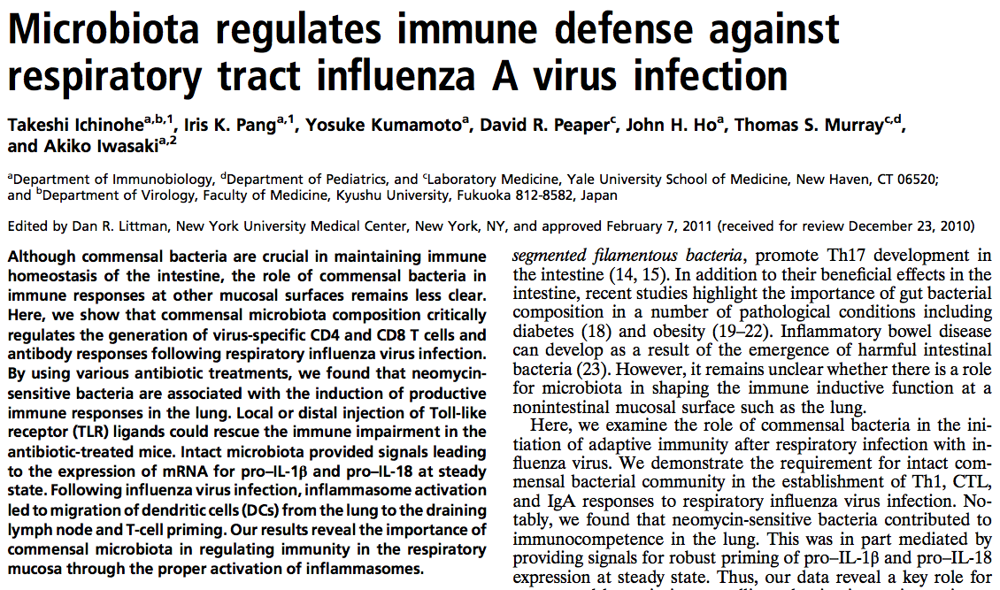 Microbiota regulates immune defense against
respiratory tract influenza A virus infection
Takeshi Ichinoheᵃ,ᵇ,¹, Iris K. Pangᵃ,¹, Yosuke Kumamotoᵃ, David R. Peaperᶜ, John H. Hoᵃ, Thomas S. Murrayᶜ,ᵈ,
and Akiko Iwasakiᵃ,²
ᵃDepartment of Immunobiology, ᵈDepartment of Pediatrics, and ᶜLaboratory Medicine, Yale University School of Medicine, New Haven, CT 06520;
and ᵇDepartment of Virology, Faculty of Medicine, Kyushu University, Fukuoka 812-8582, Japan
Edited by Dan R. Littman, New York University Medical Center, New York, NY, and approved February 7, 2011 (received for review December 23, 2010)
Although commensal bacteria are crucial in maintaining immune
homeostasis of the intestine, the role of commensal bacteria in
immune responses at other mucosal surfaces remains less clear.
Here, we show that commensal microbiota composition critically
regulates the generation of virus-specific CD4 and CD8 T cells and
antibody responses following respiratory influenza virus infection.
By using various antibiotic treatments, we found that neomycin-
sensitive bacteria are associated with the induction of productive
immune responses in the lung. Local or distal injection of Toll-like
receptor (TLR) ligands could rescue the immune impairment in the
antibiotic-treated mice. Intact microbiota provided signals leading
to the expression of mRNA for pro–IL-1β and pro–IL-18 at steady
state. Following influenza virus infection, inflammasome activation
led to migration of dendritic cells (DCs) from the lung to the draining
lymph node and T-cell priming. Our results reveal the importance of
commensal microbiota in regulating immunity in the respiratory
mucosa through the proper activation of inflammasomes.
segmented filamentous bacteria, promote Th17 development in
the intestine (14, 15). In addition to their beneficial effects in the
intestine, recent studies highlight the importance of gut bacterial
composition in a number of pathological conditions including
diabetes (18) and obesity (19–22). Inflammatory bowel disease
can develop as a result of the emergence of harmful intestinal
bacteria (23). However, it remains unclear whether there is a role
for microbiota in shaping the immune inductive function at a
nonintestinal mucosal surface such as the lung.
Here, we examine the role of commensal bacteria in the ini-
tiation of adaptive immunity after respiratory infection with in-
fluenza virus. We demonstrate the requirement for intact com-
mensal bacterial community in the establishment of Th1, CTL,
and IgA responses to respiratory influenza virus infection. No-
tably, we found that neomycin-sensitive bacteria contributed to
immunocompetence in the lung. This was in part mediated by
providing signals for robust priming of pro–IL-1β and pro–IL-18
expression at steady state. Thus, our data reveal a key role for